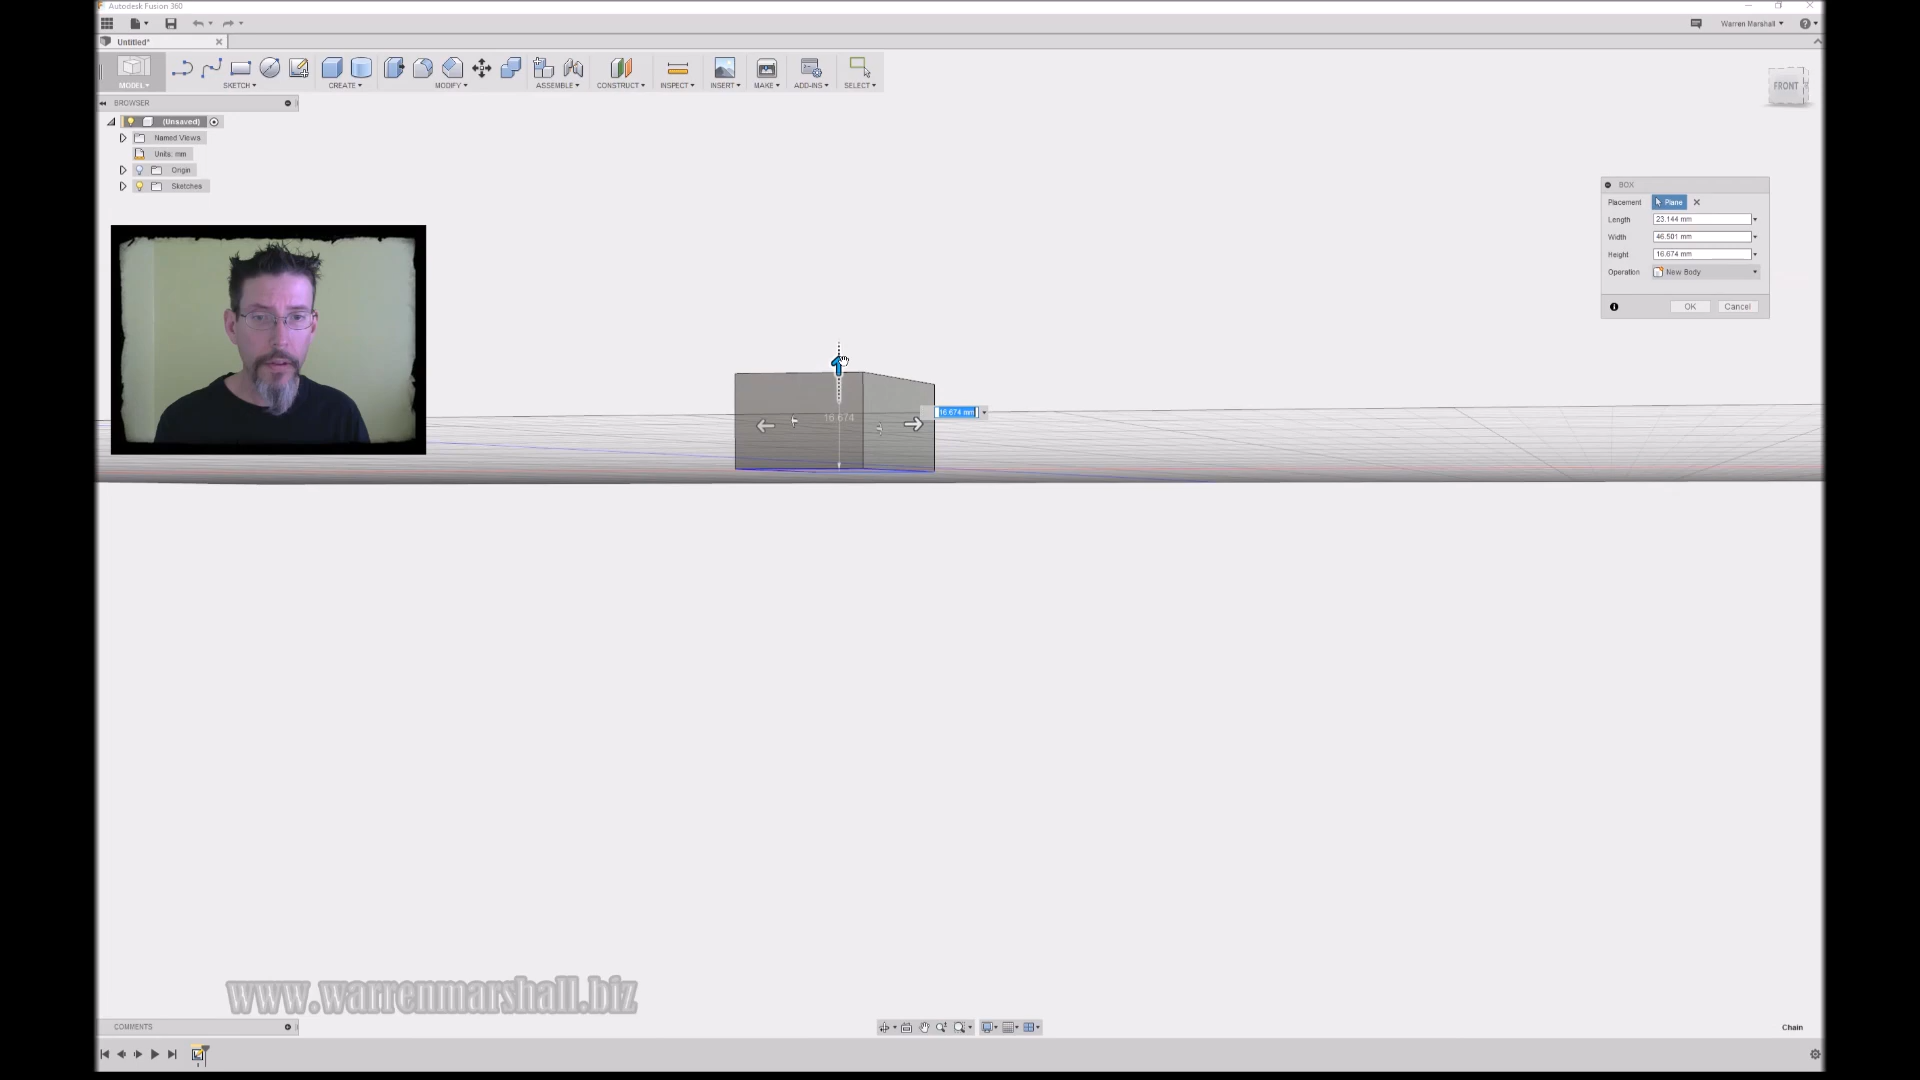 Autodesk Fusion 360
Warren Marshall
Untitled*
MODEL
SKETCH
CREATE
MODIFY
ASSEMBLE
CONSTRUCT
INSPECT
INSERT
MAKE
ADD-INS
SELECT
FRONT
BROWSER
(Unsaved)
Named Views
Units: mm
Origin
Sketches
BOX
Placement Plane
Length 23.144 mm
Width 46.501 mm
Height 16.674 mm
Operation New Body
OK Cancel
16.674
16.674 mm
www.warrenmarshall.biz
COMMENTS
Chain